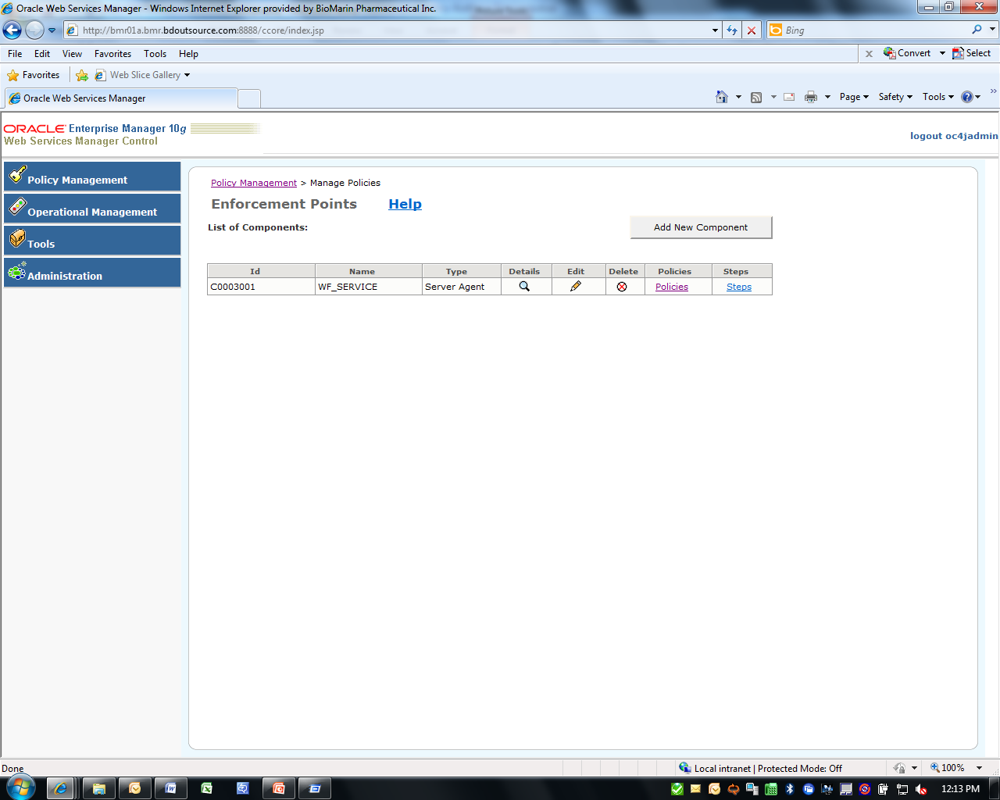 Oracle Web Services Manager - Windows Internet Explorer provided by BioMarin Pharmaceutical Inc.
http://bmr01a.bmr.bdoutsource.com:8888/ccore/index.jsp
Bing
File Edit View Favorites Tools Help
x Convert Select
Favorites Web Slice Gallery
Oracle Web Services Manager
Page Safety Tools
ORACLE Enterprise Manager 10g
Web Services Manager Control
logout oc4jadmin
Policy Management
Operational Management
Tools
Administration
Policy Management > Manage Policies
Enforcement Points Help
List of Components:
Add New Component
Id Name Type Details Edit Delete Policies Steps
C0003001 WF_SERVICE Server Agent Policies Steps
Done
Local intranet | Protected Mode: Off
100%
12:13 PM